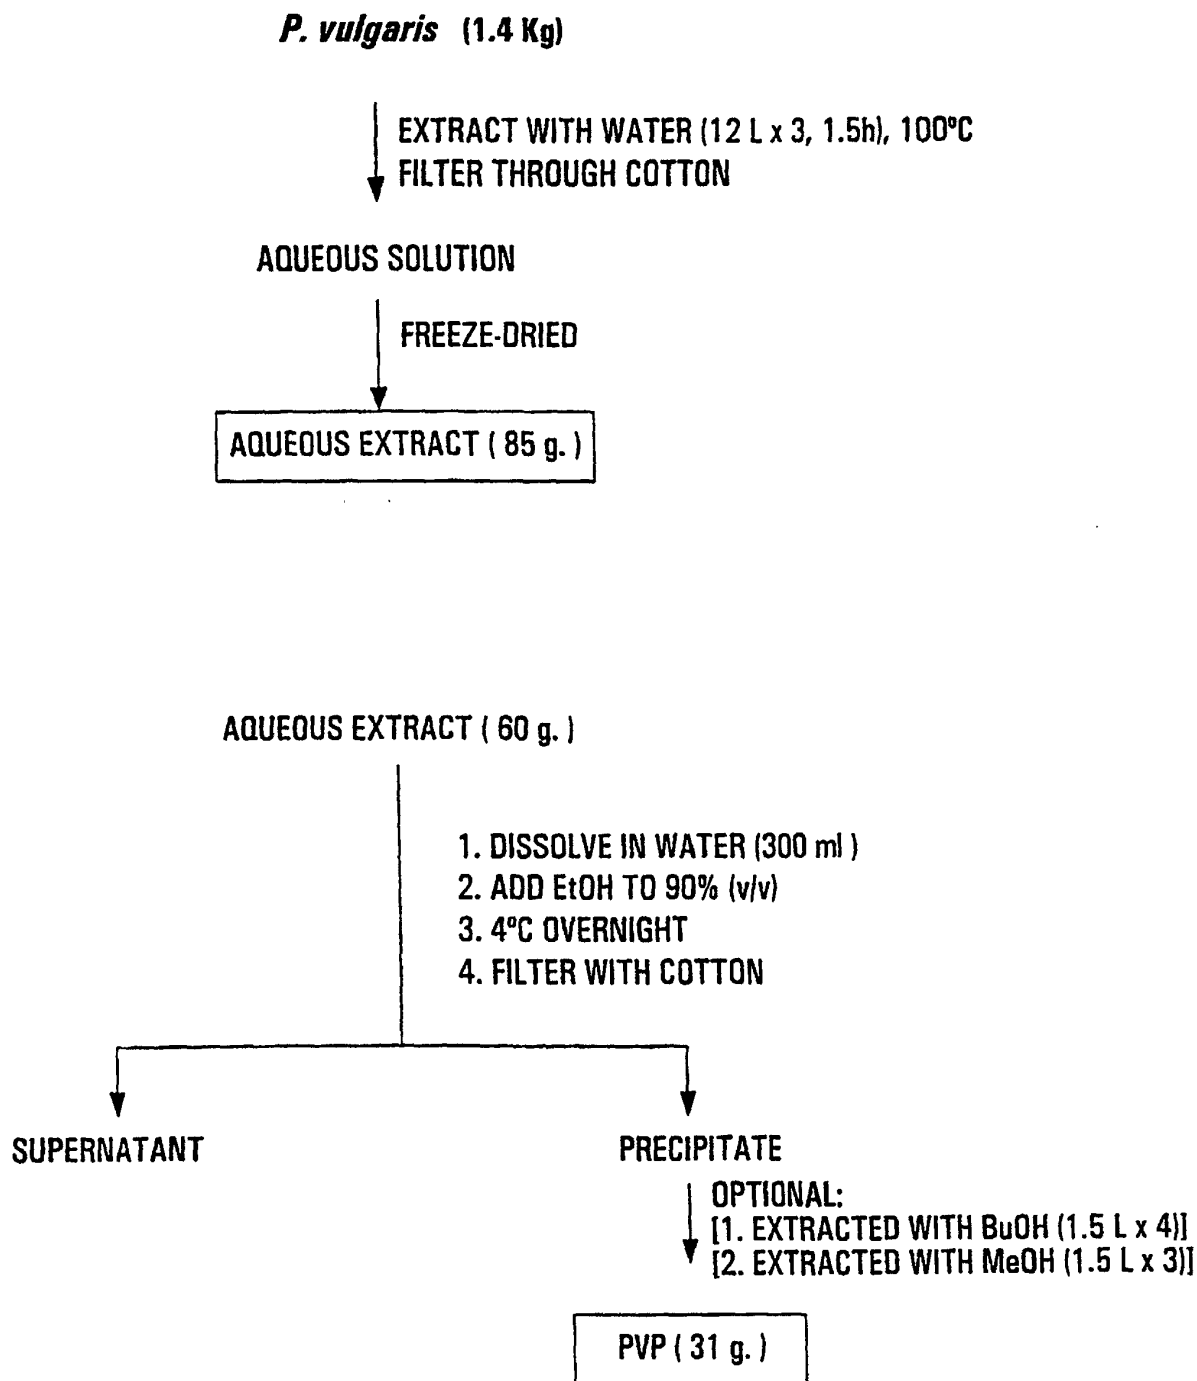 P. vulgaris (1.4 Kg)
EXTRACT WITH WATER (12 L x 3, 1.5h), 100ºC
FILTER THROUGH COTTON
AQUEOUS SOLUTION
FREEZE-DRIED
AQUEOUS EXTRACT ( 85 g. )
AQUEOUS EXTRACT ( 60 g. )
1. DISSOLVE IN WATER (300 ml )
2. ADD EtOH TO 90% (v/v)
3. 4ºC OVERNIGHT
4. FILTER WITH COTTON
SUPERNATANT
PRECIPITATE
OPTIONAL:
[1. EXTRACTED WITH BuOH (1.5 L x 4)]
[2. EXTRACTED WITH MeOH (1.5 L x 3)]
PVP ( 31 g. )